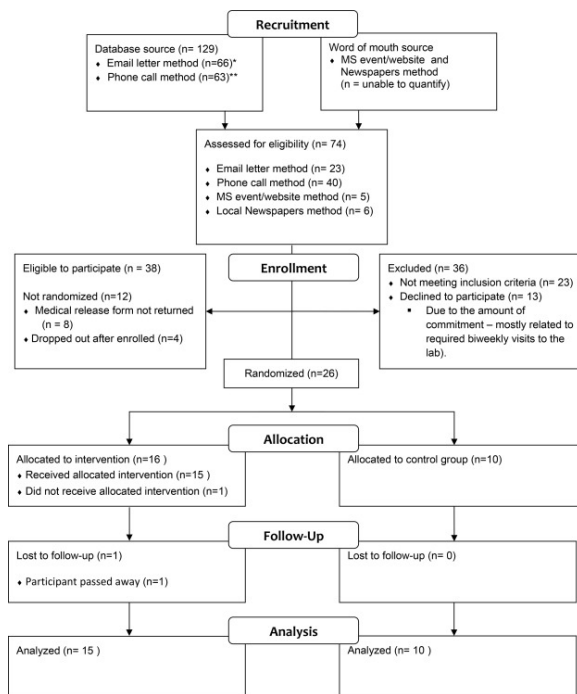 Recruitment
Database source (n= 129)
♦ Email letter method (n=66)*
♦ Phone call method (n=63)**
Word of mouth source
♦ MS event/website and
Newspapers method
(n = unable to quantify)
Assessed for eligibility (n= 74)
♦ Email letter method (n= 23)
♦ Phone call method (n= 40)
♦ MS event/website method (n= 5)
♦ Local Newspapers method (n= 6)
Enrollment
Eligible to participate (n = 38)
Not randomized (n=12)
♦ Medical release form not returned
(n = 8)
♦ Dropped out after enrolled (n=4)
Excluded (n= 36)
♦ Not meeting inclusion criteria (n= 23)
♦ Declined to participate (n= 13)
▪ Due to the amount of
commitment – mostly related to
required biweekly visits to the
lab).
Randomized (n=26)
Allocation
Allocated to intervention (n=16 )
♦ Received allocated intervention (n=15 )
♦ Did not receive allocated intervention (n=1)
Allocated to control group (n=10)
Follow-Up
Lost to follow-up (n=1)
♦ Participant passed away (n=1)
Lost to follow-up (n= 0)
Analysis
Analyzed (n= 15 )
Analyzed (n= 10 )